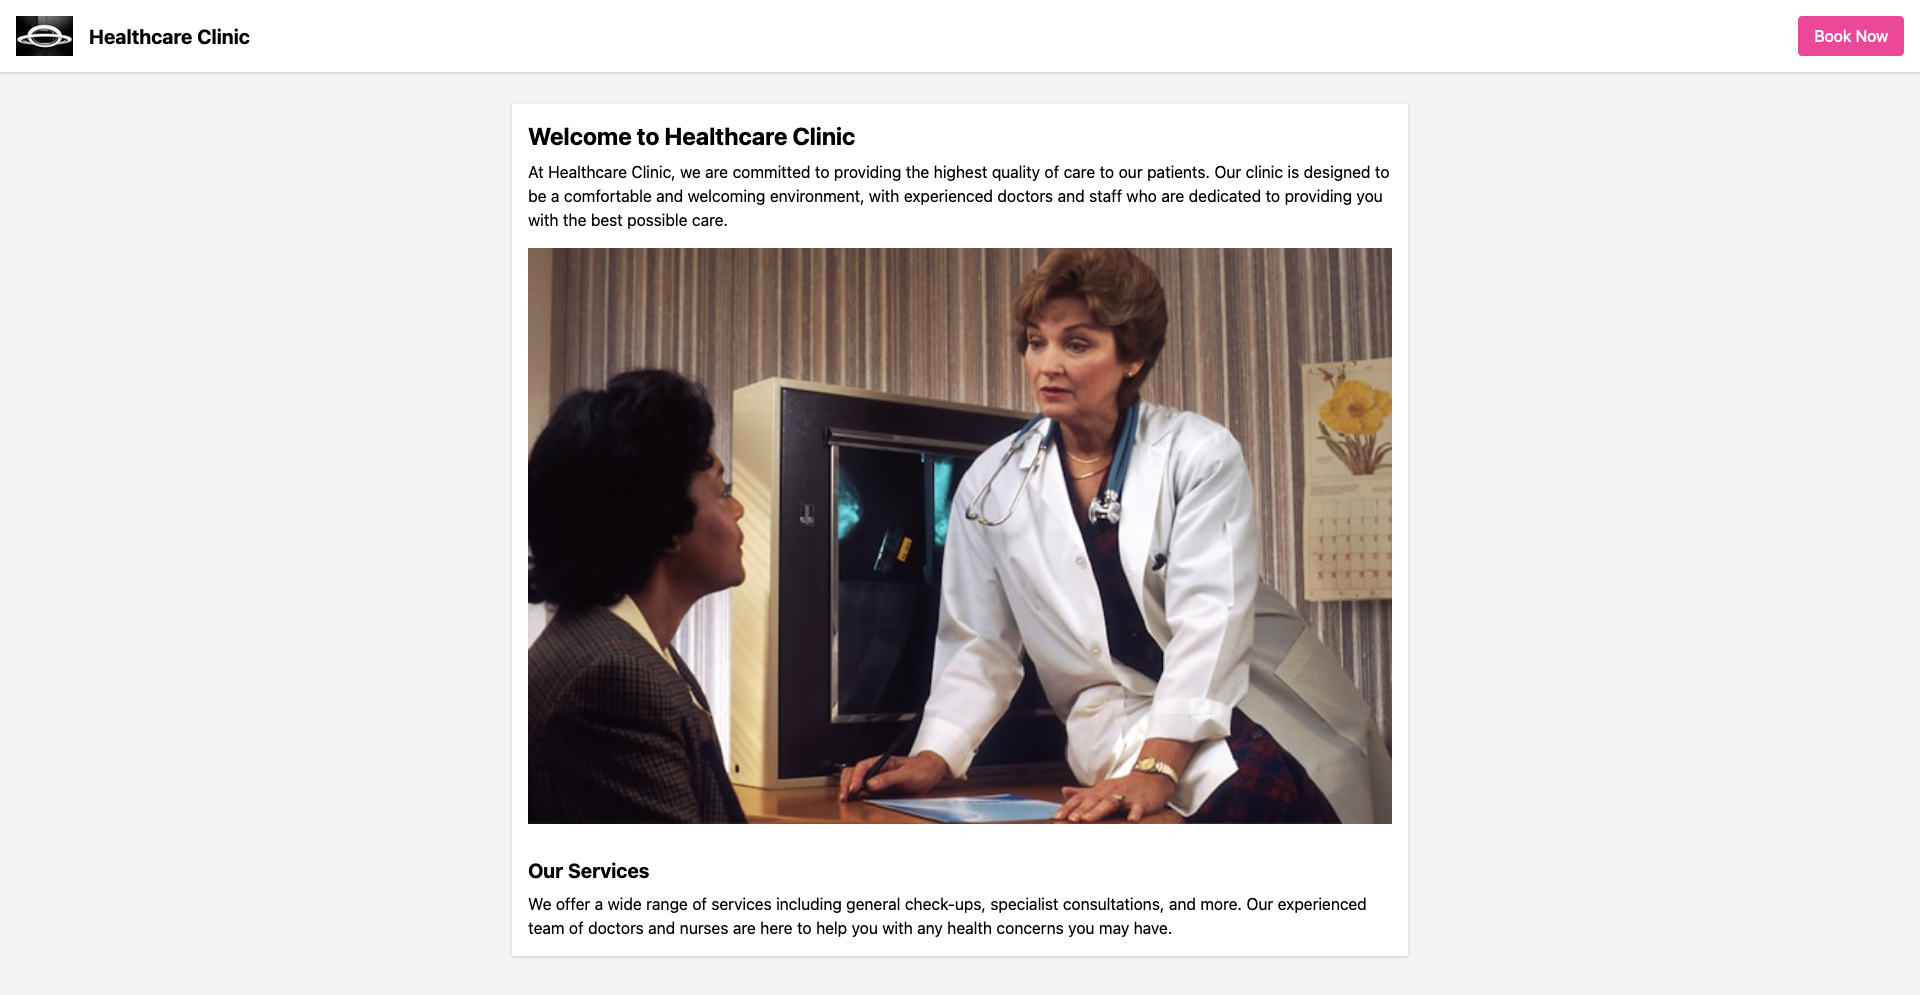 Healthcare Clinic
Book Now
Welcome to Healthcare Clinic
At Healthcare Clinic, we are committed to providing the highest quality of care to our patients. Our clinic is designed to
be a comfortable and welcoming environment, with experienced doctors and staff who are dedicated to providing you
with the best possible care.
Our Services
We offer a wide range of services including general check-ups, specialist consultations, and more. Our experienced
team of doctors and nurses are here to help you with any health concerns you may have.